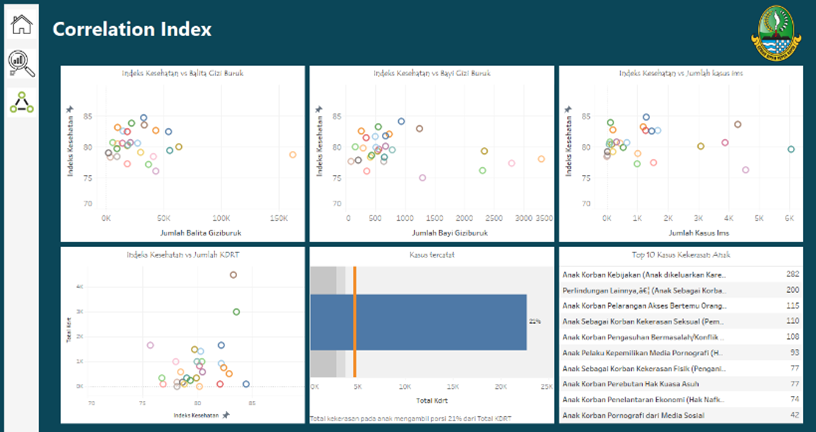 Correlation Index
Indeks Kesehatan vs Balita Gizi Buruk
Indeks Kesehatan
85
80
75
70
0K
50K
100K
150K
Jumlah Balita Giziburuk
Indeks Kesehatan vs Bayi Gizi Buruk
Indeks Kesehatan
85
80
75
70
0
500
1000
1500
2000
2500
3000
3500
Jumlah Bayi Giziburuk
Indeks Kesehatan vs Jumlah kasus Ims
Indeks Kesehatan
85
80
75
70
0K
1K
2K
3K
4K
5K
6K
Jumlah Kasus Ims
Indeks Kesehatan vs Jumlah KDRT
Total Kdrt
4K
3K
2K
1K
0K
70
75
80
85
Indeks Kesehatan
Kasus tercatat
21%
0K
5K
10K
15K
20K
25K
Total Kdrt
Total kekerasan pada anak mengambil porsi 21% dari Total KDRT
Top 10 Kasus Kekerasan Anak
Anak Korban Kebijakan (Anak dikeluarkan Kare.. 282
Perlindungan Lainnya,â€¦ (Anak Sebagai Korba.. 200
Anak Korban Pelarangan Akses Bertemu Orang.. 115
Anak Sebagai Korban Kekerasan Seksual (Pem.. 110
Anak Korban Pengasuhan Bermasalah/Konflik .. 108
Anak Pelaku Kepemilikan Media Pornografi (H.. 93
Anak Sebagai Korban Kekerasan Fisik (Pengani.. 77
Anak Korban Perebutan Hak Kuasa Asuh 77
Anak Korban Penelantaran Ekonomi (Hak Nafk.. 74
Anak Korban Pornografi dari Media Sosial 42